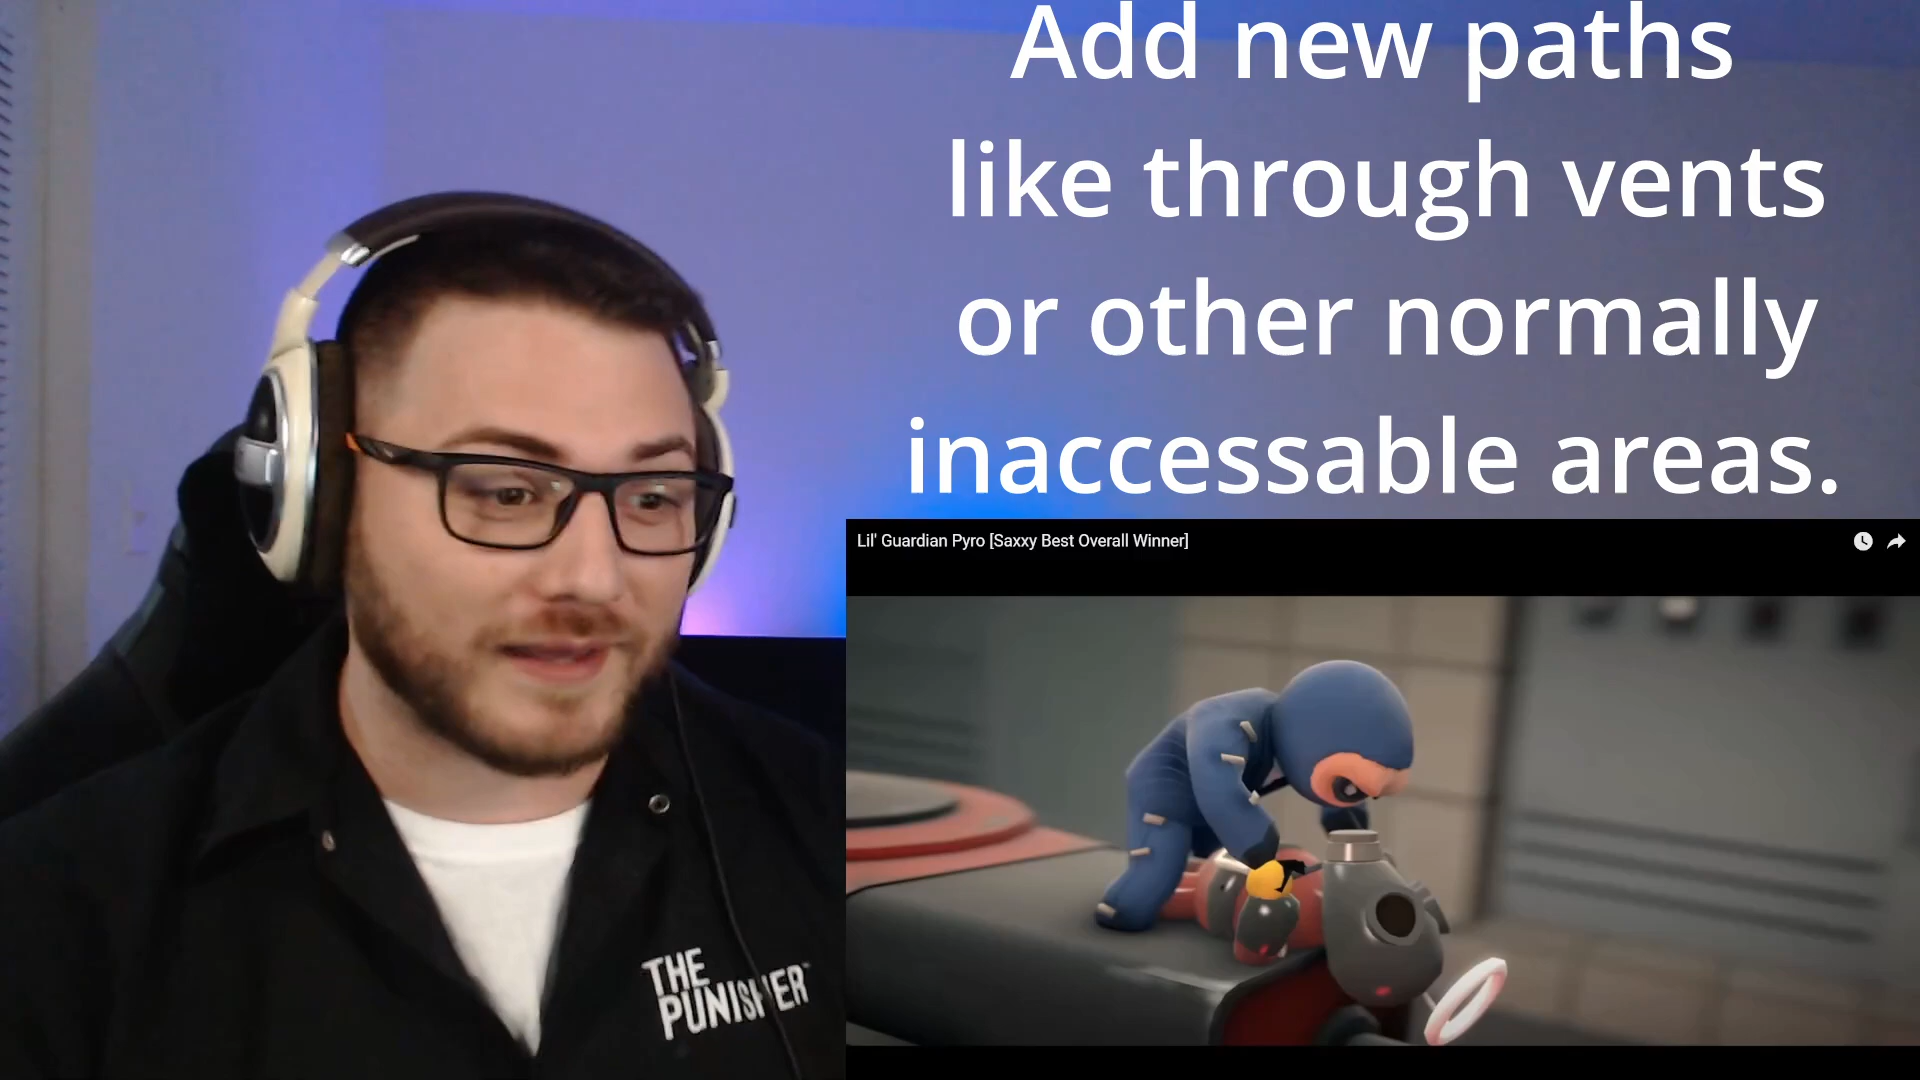 Add new paths
like through vents
or other normally
inaccessable areas.
Lil' Guardian Pyro [Saxxy Best Overall Winner]
THE
PUNISHER